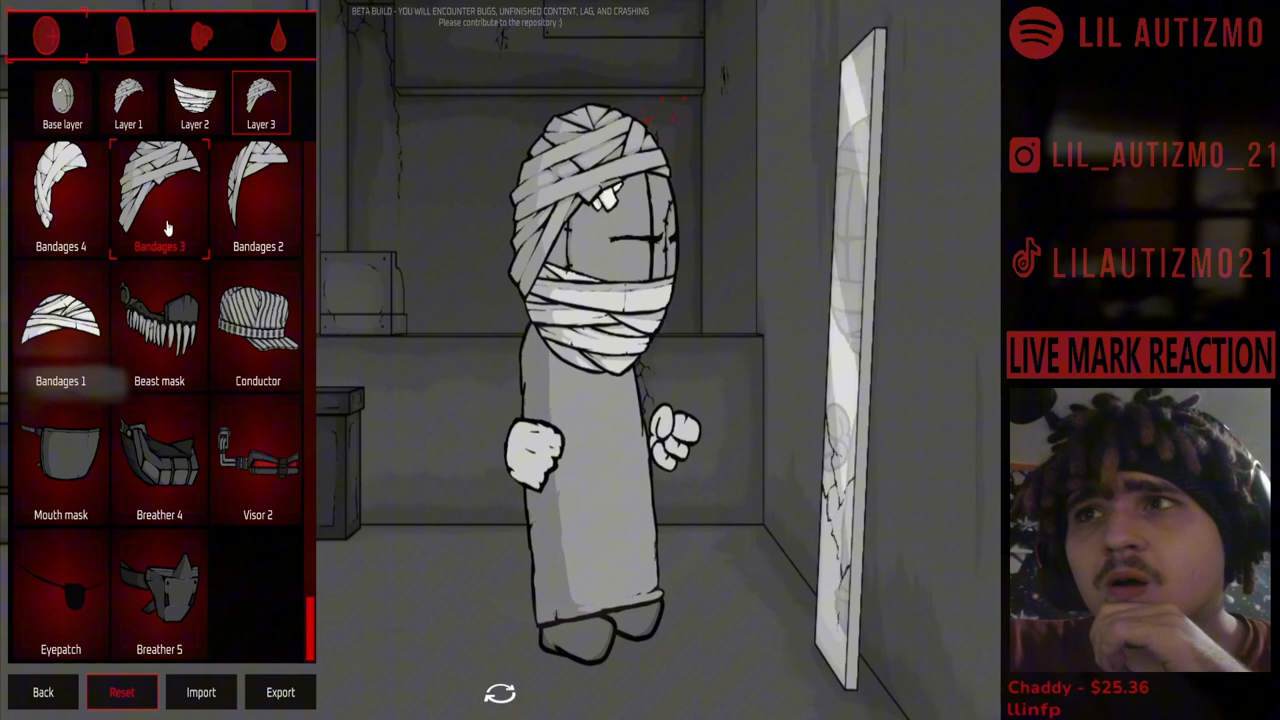 BETA BUILD - YOU WILL ENCOUNTER BUGS, UNFINISHED CONTENT, LAG, AND CRASHING
Please contribute to the repository :)
Base layer
Layer 1
Layer 2
Layer 3
Bandages 4
Bandages 3
Bandages 2
Bandages 1
Beast mask
Conductor
Mouth mask
Breather 4
Visor 2
Eyepatch
Breather 5
Back
Reset
Import
Export
LIL AUTIZMO
LIL_AUTIZMO_21
LILAUTIZMO21
LIVE MARK REACTION
Chaddy - $25.36
llinfp